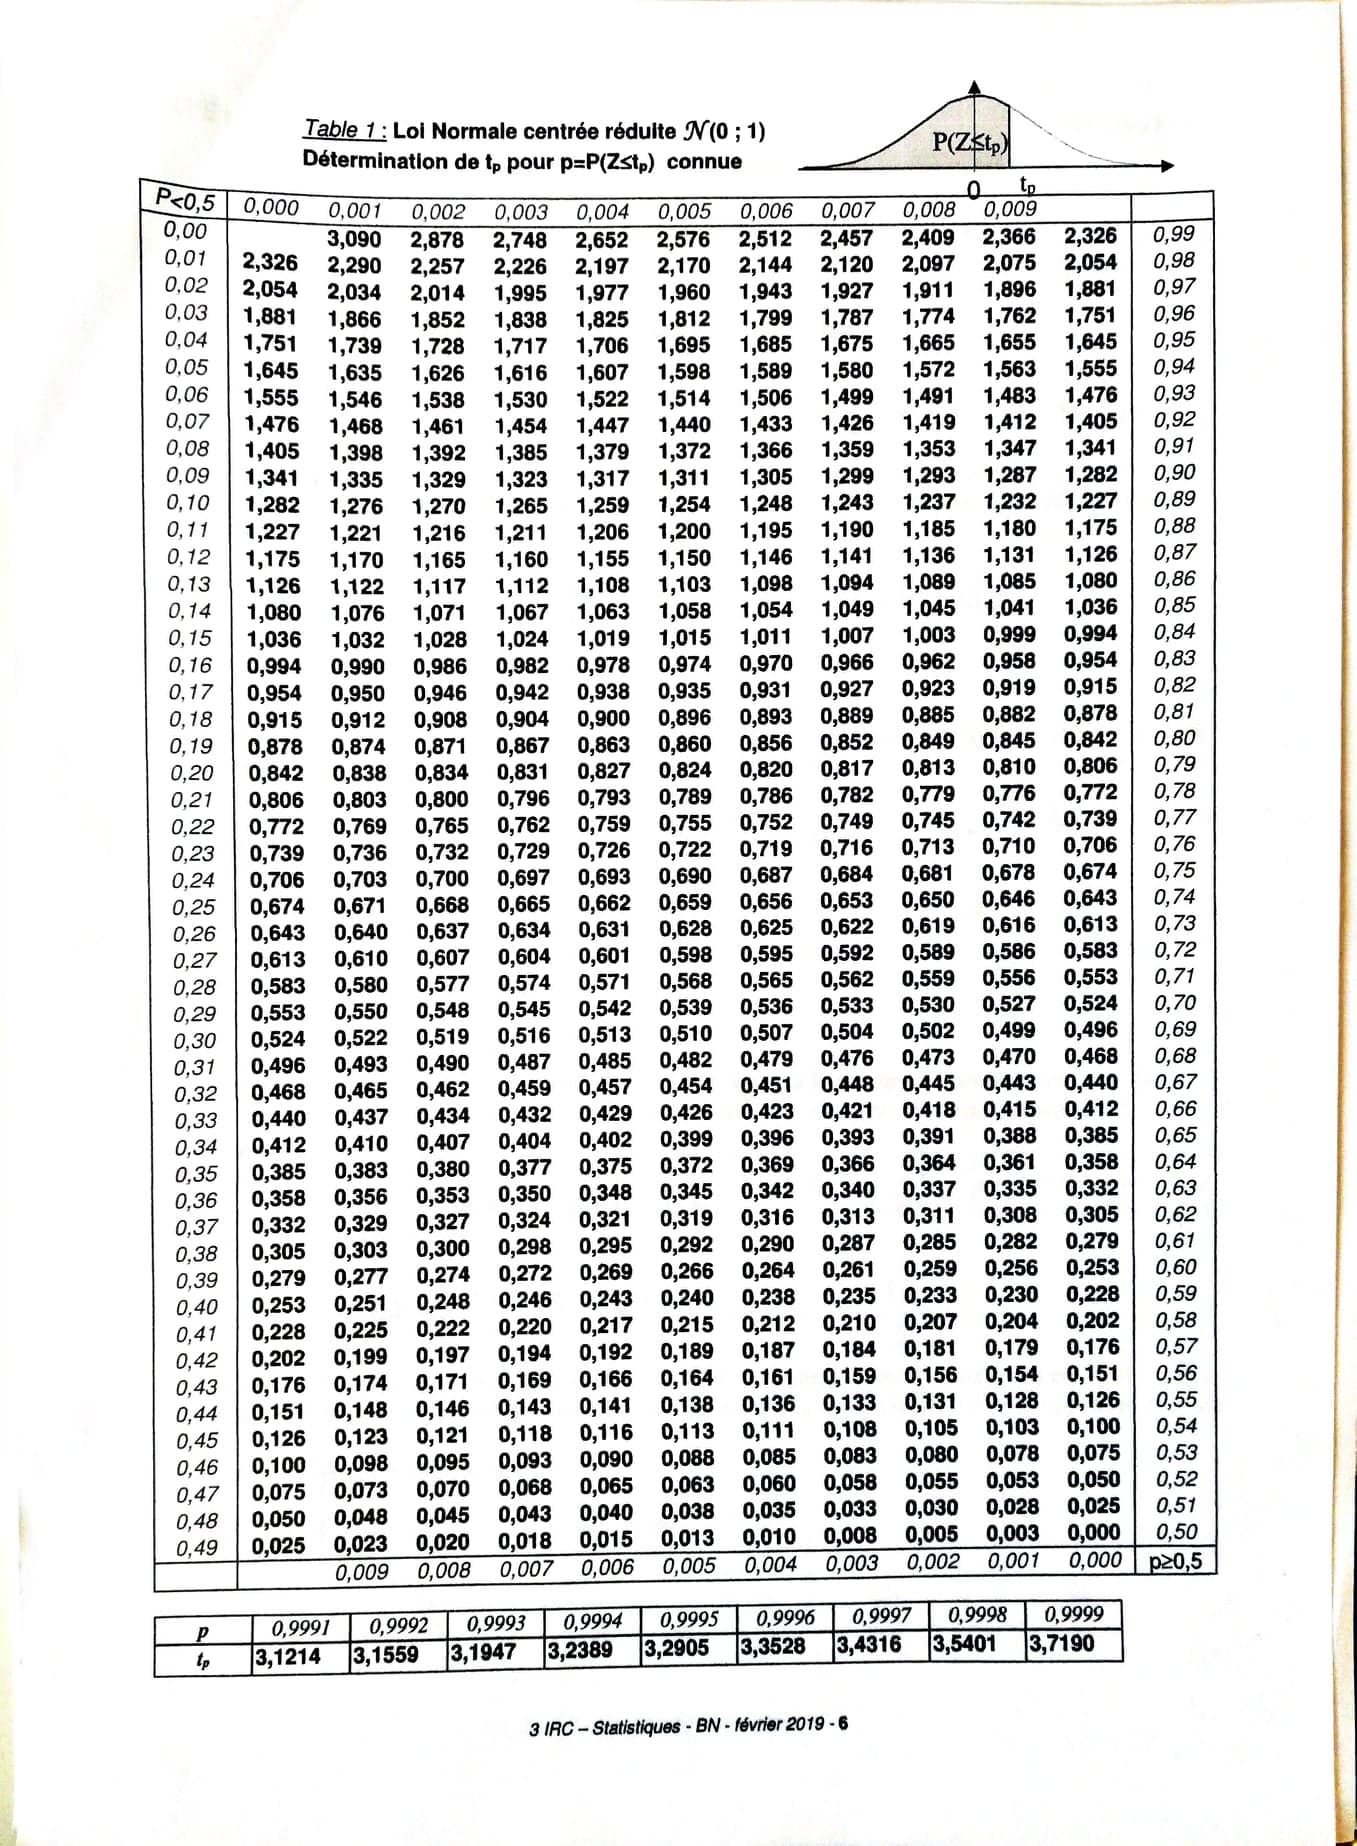 Table 1 : Loi Normale centrée réduite 𝒩(0 ; 1)
Détermination de tp pour p=P(Z≤tp) connue
P(Z≤tp)
0 tp
P<0,5 0,000 0,001 0,002 0,003 0,004 0,005 0,006 0,007 0,008 0,009
0,00 3,090 2,878 2,748 2,652 2,576 2,512 2,457 2,409 2,366 2,326 0,99
0,01 2,326 2,290 2,257 2,226 2,197 2,170 2,144 2,120 2,097 2,075 2,054 0,98
0,02 2,054 2,034 2,014 1,995 1,977 1,960 1,943 1,927 1,911 1,896 1,881 0,97
0,03 1,881 1,866 1,852 1,838 1,825 1,812 1,799 1,787 1,774 1,762 1,751 0,96
0,04 1,751 1,739 1,728 1,717 1,706 1,695 1,685 1,675 1,665 1,655 1,645 0,95
0,05 1,645 1,635 1,626 1,616 1,607 1,598 1,589 1,580 1,572 1,563 1,555 0,94
0,06 1,555 1,546 1,538 1,530 1,522 1,514 1,506 1,499 1,491 1,483 1,476 0,93
0,07 1,476 1,468 1,461 1,454 1,447 1,440 1,433 1,426 1,419 1,412 1,405 0,92
0,08 1,405 1,398 1,392 1,385 1,379 1,372 1,366 1,359 1,353 1,347 1,341 0,91
0,09 1,341 1,335 1,329 1,323 1,317 1,311 1,305 1,299 1,293 1,287 1,282 0,90
0,10 1,282 1,276 1,270 1,265 1,259 1,254 1,248 1,243 1,237 1,232 1,227 0,89
0,11 1,227 1,221 1,216 1,211 1,206 1,200 1,195 1,190 1,185 1,180 1,175 0,88
0,12 1,175 1,170 1,165 1,160 1,155 1,150 1,146 1,141 1,136 1,131 1,126 0,87
0,13 1,126 1,122 1,117 1,112 1,108 1,103 1,098 1,094 1,089 1,085 1,080 0,86
0,14 1,080 1,076 1,071 1,067 1,063 1,058 1,054 1,049 1,045 1,041 1,036 0,85
0,15 1,036 1,032 1,028 1,024 1,019 1,015 1,011 1,007 1,003 0,999 0,994 0,84
0,16 0,994 0,990 0,986 0,982 0,978 0,974 0,970 0,966 0,962 0,958 0,954 0,83
0,17 0,954 0,950 0,946 0,942 0,938 0,935 0,931 0,927 0,923 0,919 0,915 0,82
0,18 0,915 0,912 0,908 0,904 0,900 0,896 0,893 0,889 0,885 0,882 0,878 0,81
0,19 0,878 0,874 0,871 0,867 0,863 0,860 0,856 0,852 0,849 0,845 0,842 0,80
0,20 0,842 0,838 0,834 0,831 0,827 0,824 0,820 0,817 0,813 0,810 0,806 0,79
0,21 0,806 0,803 0,800 0,796 0,793 0,789 0,786 0,782 0,779 0,776 0,772 0,78
0,22 0,772 0,769 0,765 0,762 0,759 0,755 0,752 0,749 0,745 0,742 0,739 0,77
0,23 0,739 0,736 0,732 0,729 0,726 0,722 0,719 0,716 0,713 0,710 0,706 0,76
0,24 0,706 0,703 0,700 0,697 0,693 0,690 0,687 0,684 0,681 0,678 0,674 0,75
0,25 0,674 0,671 0,668 0,665 0,662 0,659 0,656 0,653 0,650 0,646 0,643 0,74
0,26 0,643 0,640 0,637 0,634 0,631 0,628 0,625 0,622 0,619 0,616 0,613 0,73
0,27 0,613 0,610 0,607 0,604 0,601 0,598 0,595 0,592 0,589 0,586 0,583 0,72
0,28 0,583 0,580 0,577 0,574 0,571 0,568 0,565 0,562 0,559 0,556 0,553 0,71
0,29 0,553 0,550 0,548 0,545 0,542 0,539 0,536 0,533 0,530 0,527 0,524 0,70
0,30 0,524 0,522 0,519 0,516 0,513 0,510 0,507 0,504 0,502 0,499 0,496 0,69
0,31 0,496 0,493 0,490 0,487 0,485 0,482 0,479 0,476 0,473 0,470 0,468 0,68
0,32 0,468 0,465 0,462 0,459 0,457 0,454 0,451 0,448 0,445 0,443 0,440 0,67
0,33 0,440 0,437 0,434 0,432 0,429 0,426 0,423 0,421 0,418 0,415 0,412 0,66
0,34 0,412 0,410 0,407 0,404 0,402 0,399 0,396 0,393 0,391 0,388 0,385 0,65
0,35 0,385 0,383 0,380 0,377 0,375 0,372 0,369 0,366 0,364 0,361 0,358 0,64
0,36 0,358 0,356 0,353 0,350 0,348 0,345 0,342 0,340 0,337 0,335 0,332 0,63
0,37 0,332 0,329 0,327 0,324 0,321 0,319 0,316 0,313 0,311 0,308 0,305 0,62
0,38 0,305 0,303 0,300 0,298 0,295 0,292 0,290 0,287 0,285 0,282 0,279 0,61
0,39 0,279 0,277 0,274 0,272 0,269 0,266 0,264 0,261 0,259 0,256 0,253 0,60
0,40 0,253 0,251 0,248 0,246 0,243 0,240 0,238 0,235 0,233 0,230 0,228 0,59
0,41 0,228 0,225 0,222 0,220 0,217 0,215 0,212 0,210 0,207 0,204 0,202 0,58
0,42 0,202 0,199 0,197 0,194 0,192 0,189 0,187 0,184 0,181 0,179 0,176 0,57
0,43 0,176 0,174 0,171 0,169 0,166 0,164 0,161 0,159 0,156 0,154 0,151 0,56
0,44 0,151 0,148 0,146 0,143 0,141 0,138 0,136 0,133 0,131 0,128 0,126 0,55
0,45 0,126 0,123 0,121 0,118 0,116 0,113 0,111 0,108 0,105 0,103 0,100 0,54
0,46 0,100 0,098 0,095 0,093 0,090 0,088 0,085 0,083 0,080 0,078 0,075 0,53
0,47 0,075 0,073 0,070 0,068 0,065 0,063 0,060 0,058 0,055 0,053 0,050 0,52
0,48 0,050 0,048 0,045 0,043 0,040 0,038 0,035 0,033 0,030 0,028 0,025 0,51
0,49 0,025 0,023 0,020 0,018 0,015 0,013 0,010 0,008 0,005 0,003 0,000 0,50
0,009 0,008 0,007 0,006 0,005 0,004 0,003 0,002 0,001 0,000 p≥0,5
p 0,9991 0,9992 0,9993 0,9994 0,9995 0,9996 0,9997 0,9998 0,9999
tp 3,1214 3,1559 3,1947 3,2389 3,2905 3,3528 3,4316 3,5401 3,7190
3 IRC – Statistiques - BN - février 2019 - 6